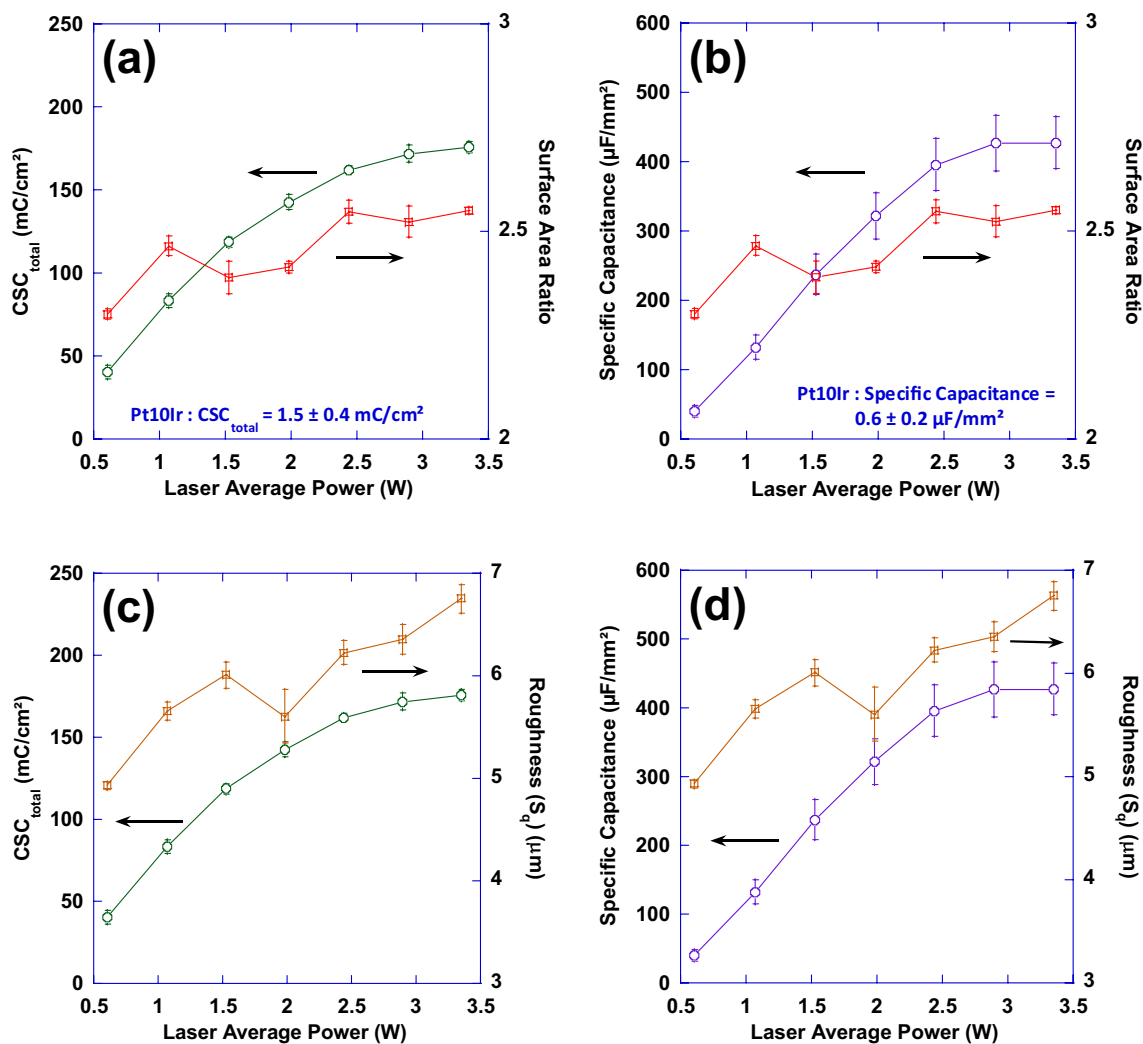 (a)
CSC_total (mC/cm²)
250
200
150
100
50
0
3
2.5
2
Surface Area Ratio
Pt10Ir : CSC_total = 1.5 ± 0.4 mC/cm²
0.5 1 1.5 2 2.5 3 3.5
Laser Average Power (W)
(b)
Specific Capacitance (µF/mm²)
600
500
400
300
200
100
0
3
2.5
2
Surface Area Ratio
Pt10Ir : Specific Capacitance =
0.6 ± 0.2 µF/mm²
0.5 1 1.5 2 2.5 3 3.5
Laser Average Power (W)
(c)
CSC_total (mC/cm²)
250
200
150
100
50
0
7
6
5
4
3
Roughness (S_q) (µm)
0.5 1 1.5 2 2.5 3 3.5
Laser Average Power (W)
(d)
Specific Capacitance (µF/mm²)
600
500
400
300
200
100
0
7
6
5
4
3
Roughness (S_q) (µm)
0.5 1 1.5 2 2.5 3 3.5
Laser Average Power (W)